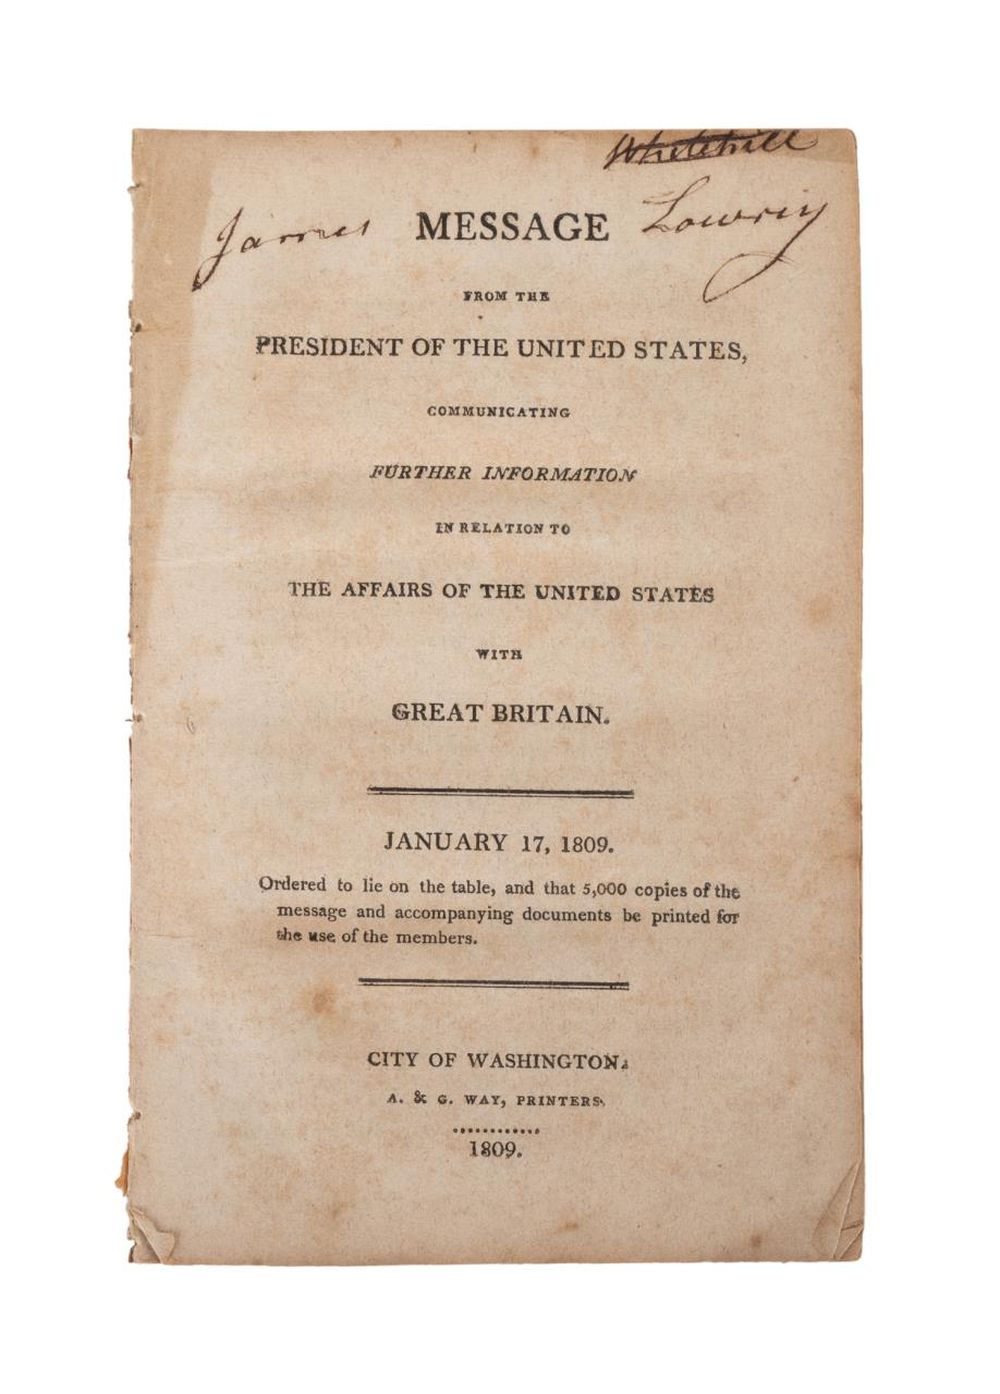 Whitehill
James MESSAGE Lowrey
FROM THE
PRESIDENT OF THE UNITED STATES,
COMMUNICATING
FURTHER INFORMATION
IN RELATION TO
THE AFFAIRS OF THE UNITED STATES
WITH
GREAT BRITAIN.
JANUARY 17, 1809.
Ordered to lie on the table, and that 5,000 copies of the
message and accompanying documents be printed for
the use of the members.
CITY OF WASHINGTON:
A. & G. WAY, PRINTERS.
............
1809.